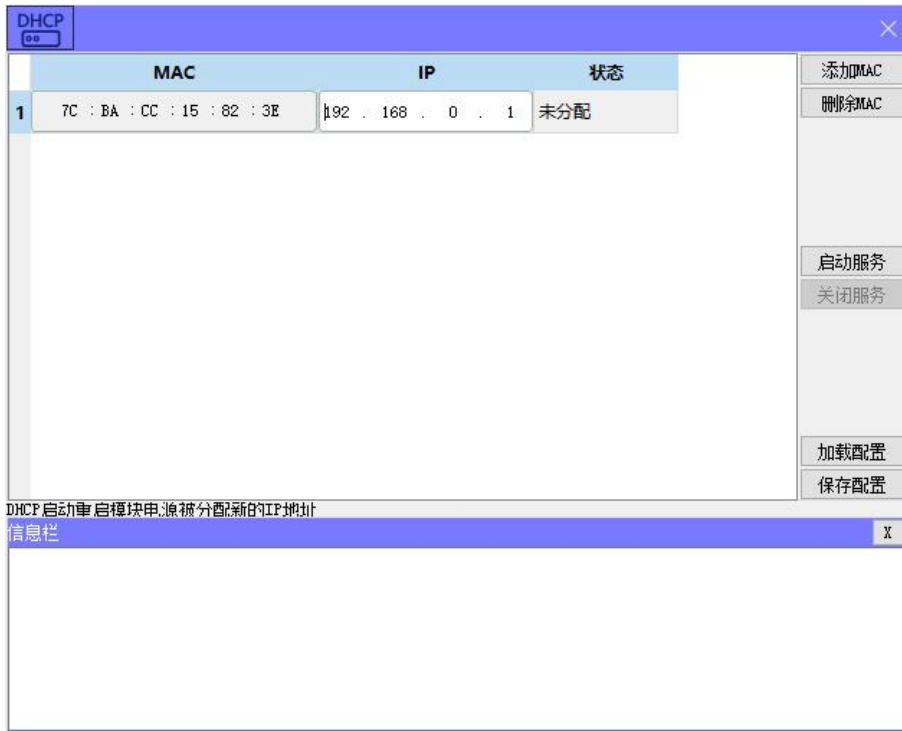 DHCP
MAC IP 状态
添加MAC
1 7C : BA : CC : 15 : 82 : 3E 192 . 168 . 0 . 1 未分配
删除MAC
启动服务
关闭服务
加载配置
保存配置
DHCP启动重启模块电源被分配新的IP地址
信息栏 X